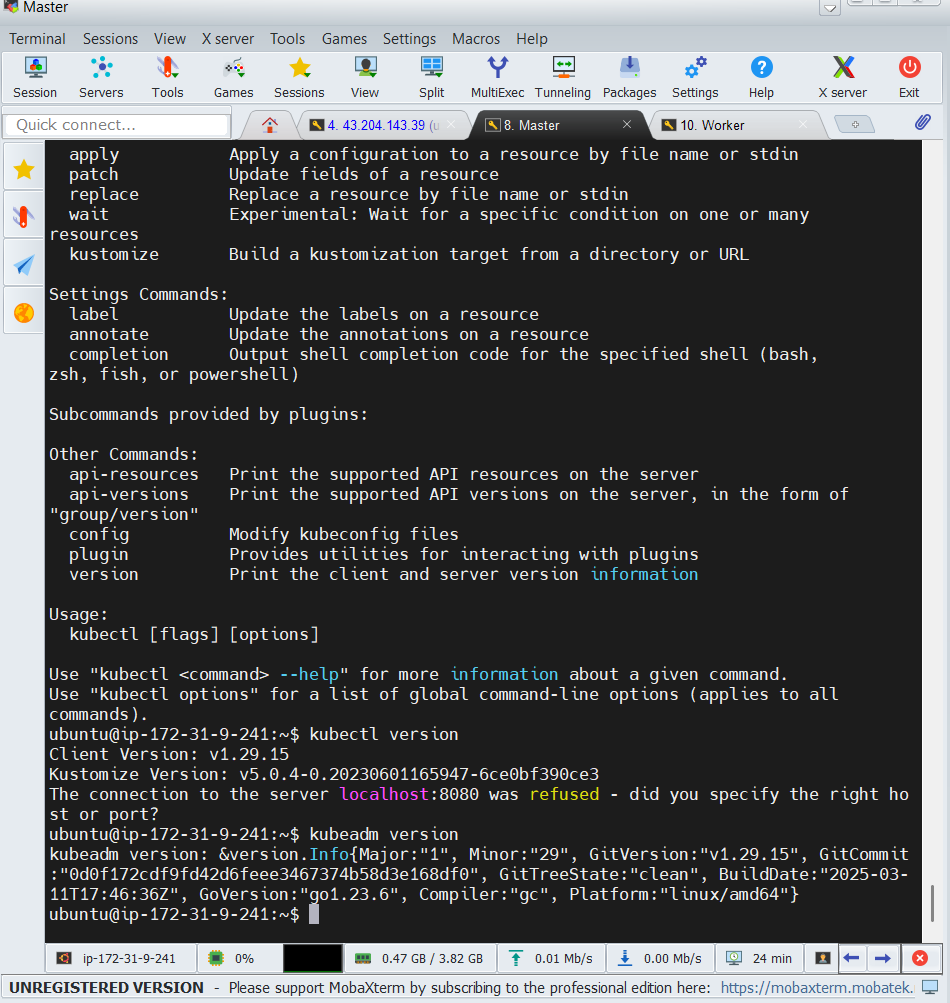 Master
Terminal Sessions View X server Tools Games Settings Macros Help
Session Servers Tools Games Sessions View Split MultiExec Tunneling Packages Settings Help X server Exit
Quick connect... 4. 43.204.143.39 (u 8. Master 10. Worker
apply Apply a configuration to a resource by file name or stdin
patch Update fields of a resource
replace Replace a resource by file name or stdin
wait Experimental: Wait for a specific condition on one or many
resources
kustomize Build a kustomization target from a directory or URL
Settings Commands:
label Update the labels on a resource
annotate Update the annotations on a resource
completion Output shell completion code for the specified shell (bash,
zsh, fish, or powershell)
Subcommands provided by plugins:
Other Commands:
api-resources Print the supported API resources on the server
api-versions Print the supported API versions on the server, in the form of
"group/version"
config Modify kubeconfig files
plugin Provides utilities for interacting with plugins
version Print the client and server version information
Usage:
kubectl [flags] [options]
Use "kubectl <command> --help" for more information about a given command.
Use "kubectl options" for a list of global command-line options (applies to all
commands).
ubuntu@ip-172-31-9-241:~$ kubectl version
Client Version: v1.29.15
Kustomize Version: v5.0.4-0.20230601165947-6ce0bf390ce3
The connection to the server localhost:8080 was refused - did you specify the right ho
st or port?
ubuntu@ip-172-31-9-241:~$ kubeadm version
kubeadm version: &version.Info{Major:"1", Minor:"29", GitVersion:"v1.29.15", GitCommit
:"0d0f172cdf9fd42d6feee3467374b58d3e168df0", GitTreeState:"clean", BuildDate:"2025-03-
11T17:46:36Z", GoVersion:"go1.23.6", Compiler:"gc", Platform:"linux/amd64"}
ubuntu@ip-172-31-9-241:~$
ip-172-31-9-241 0% 0.47 GB / 3.82 GB 0.01 Mb/s 0.00 Mb/s 24 min
UNREGISTERED VERSION - Please support MobaXterm by subscribing to the professional edition here: https://mobaxterm.mobatek.